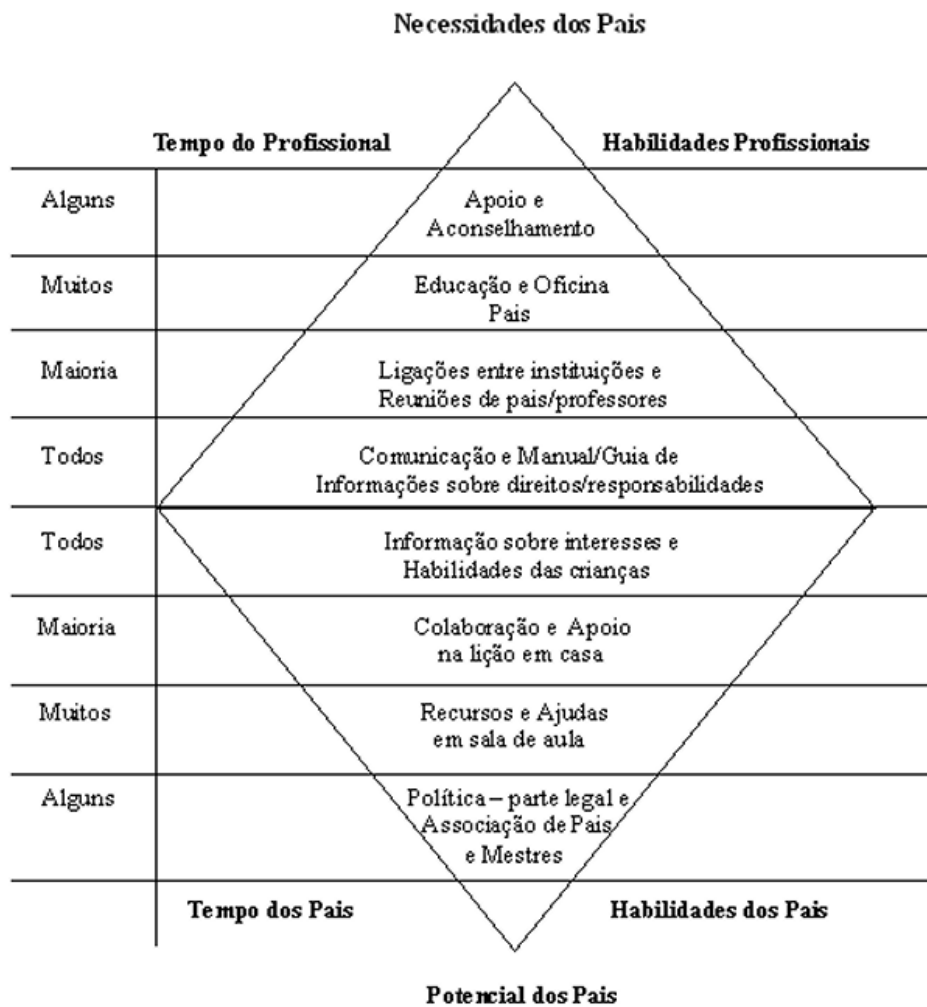 Necessidades dos Pais
Tempo do Profissional
Habilidades Profissionais
Alguns
Apoio e
Aconselhamento
Muitos
Educação e Oficina
Pais
Maioria
Ligações entre instituições e
Reuniões de pais/professores
Todos
Comunicação e Manual/Guia de
Informações sobre direitos/responsabilidades
Todos
Informação sobre interesses e
Habilidades das crianças
Maioria
Colaboração e Apoio
na lição em casa
Muitos
Recursos e Ajudas
em sala de aula
Alguns
Política – parte legal e
Associação de Pais
e Mestres
Tempo dos Pais
Habilidades dos Pais
Potencial dos Pais